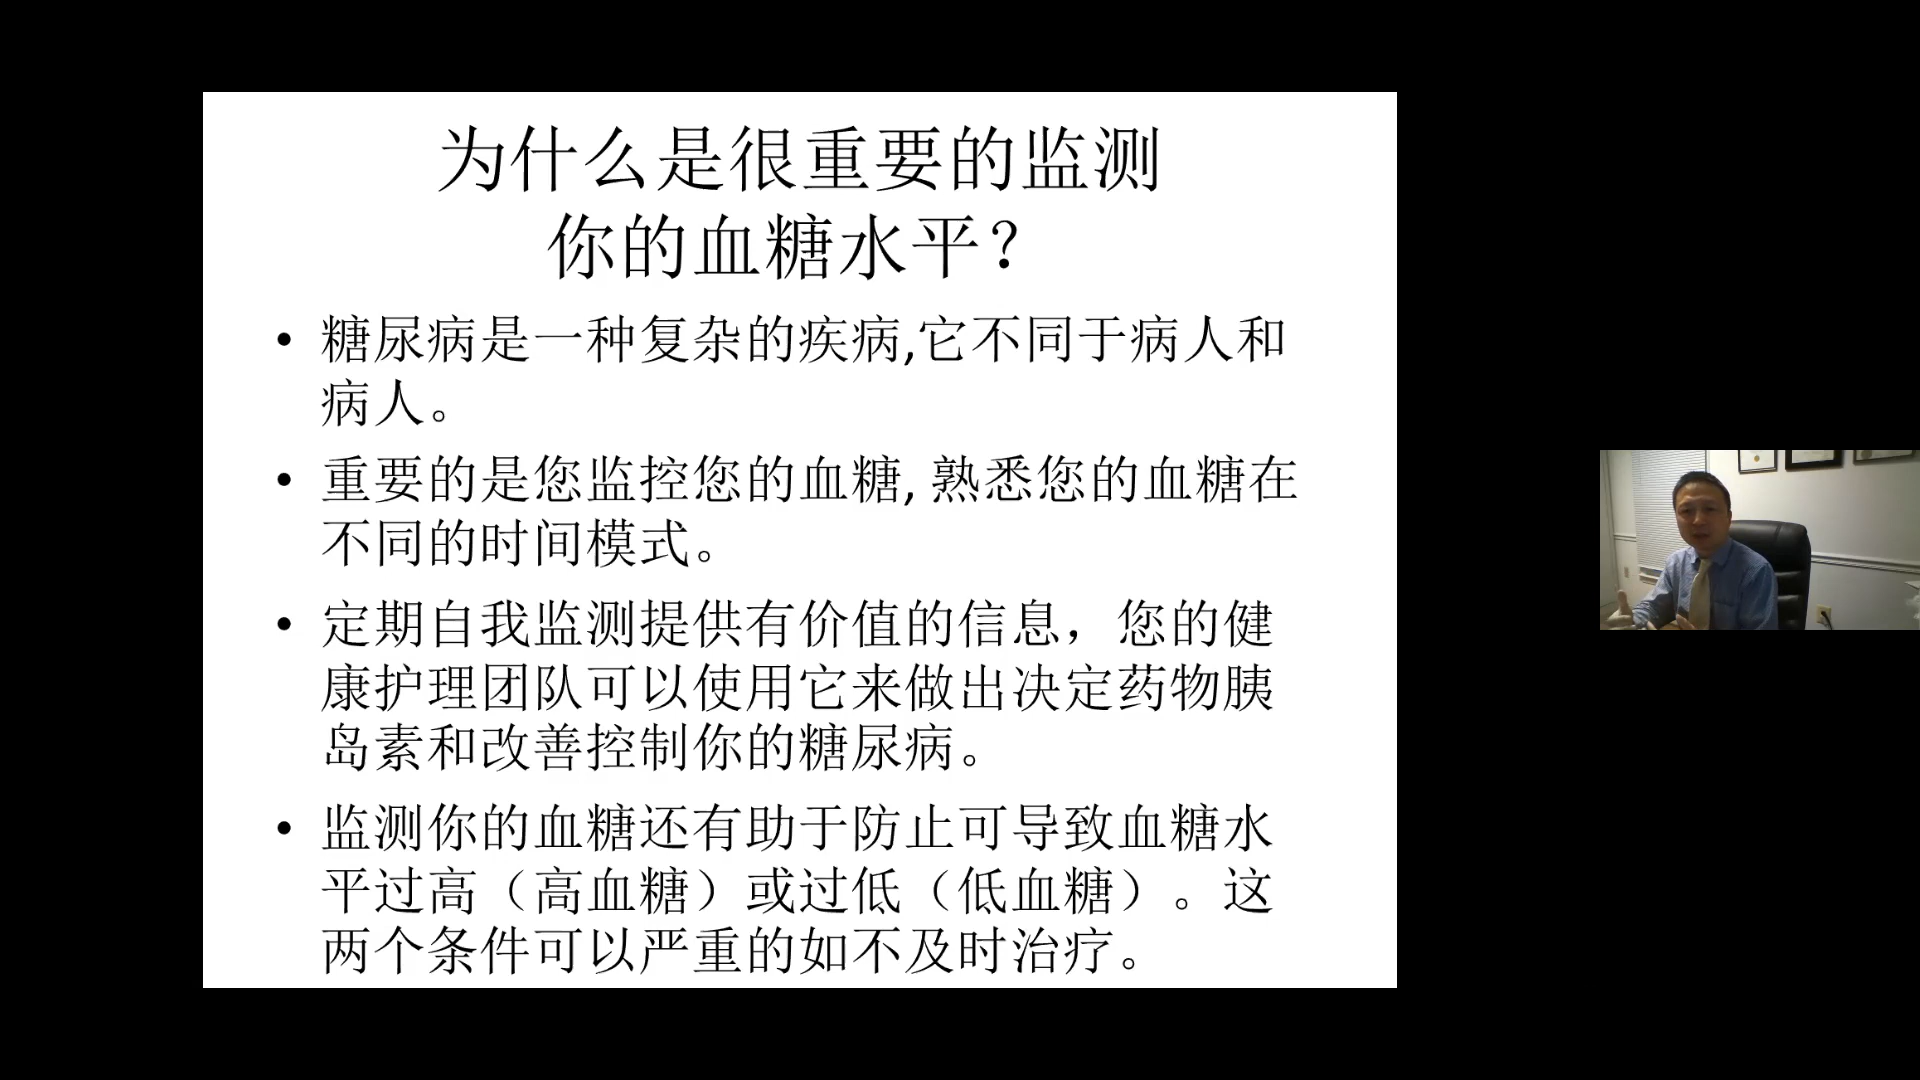 为什么是很重要的监测
你的血糖水平？
• 糖尿病是一种复杂的疾病,它不同于病人和
病人。
• 重要的是您监控您的血糖, 熟悉您的血糖在
不同的时间模式。
• 定期自我监测提供有价值的信息，您的健
康护理团队可以使用它来做出决定药物胰
岛素和改善控制你的糖尿病。
• 监测你的血糖还有助于防止可导致血糖水
平过高（高血糖）或过低（低血糖）。这
两个条件可以严重的如不及时治疗。